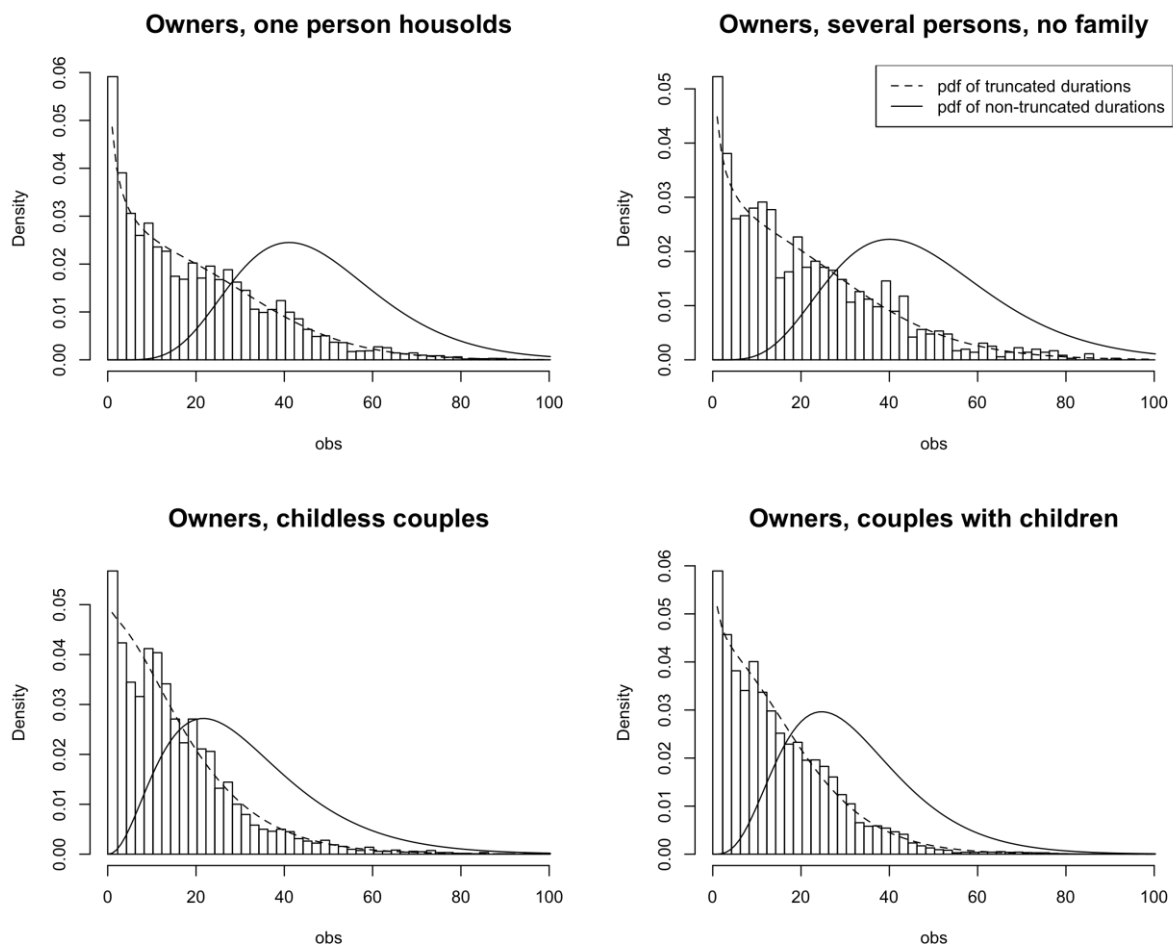 Owners, one person housolds
Density
0.00 0.01 0.02 0.03 0.04 0.05 0.06
0 20 40 60 80 100
obs
Owners, several persons, no family
pdf of truncated durations
pdf of non-truncated durations
Density
0.00 0.01 0.02 0.03 0.04 0.05
0 20 40 60 80 100
obs
Owners, childless couples
Density
0.00 0.01 0.02 0.03 0.04 0.05
0 20 40 60 80 100
obs
Owners, couples with children
Density
0.00 0.01 0.02 0.03 0.04 0.05 0.06
0 20 40 60 80 100
obs